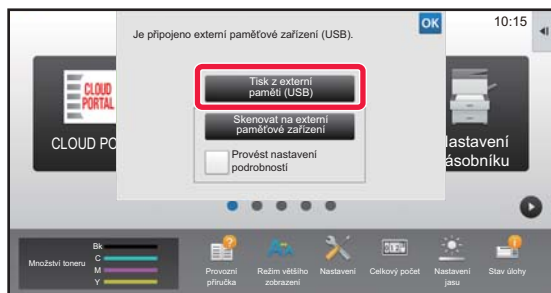 Je připojeno externí paměťové zařízení (USB).
OK
10:15
Tisk z externí
paměti (USB)
Skenovat na externí
paměťové zařízení
Provést nastavení
podrobností
CLOUD
PORTAL
CLOUD PO
lastavení
ásobníku
Množství toneru
Bk
C
M
Y
Provozní
příručka
Režim většího
zobrazení
Nastavení
Celkový počet
Nastavení
jasu
Stav úlohy